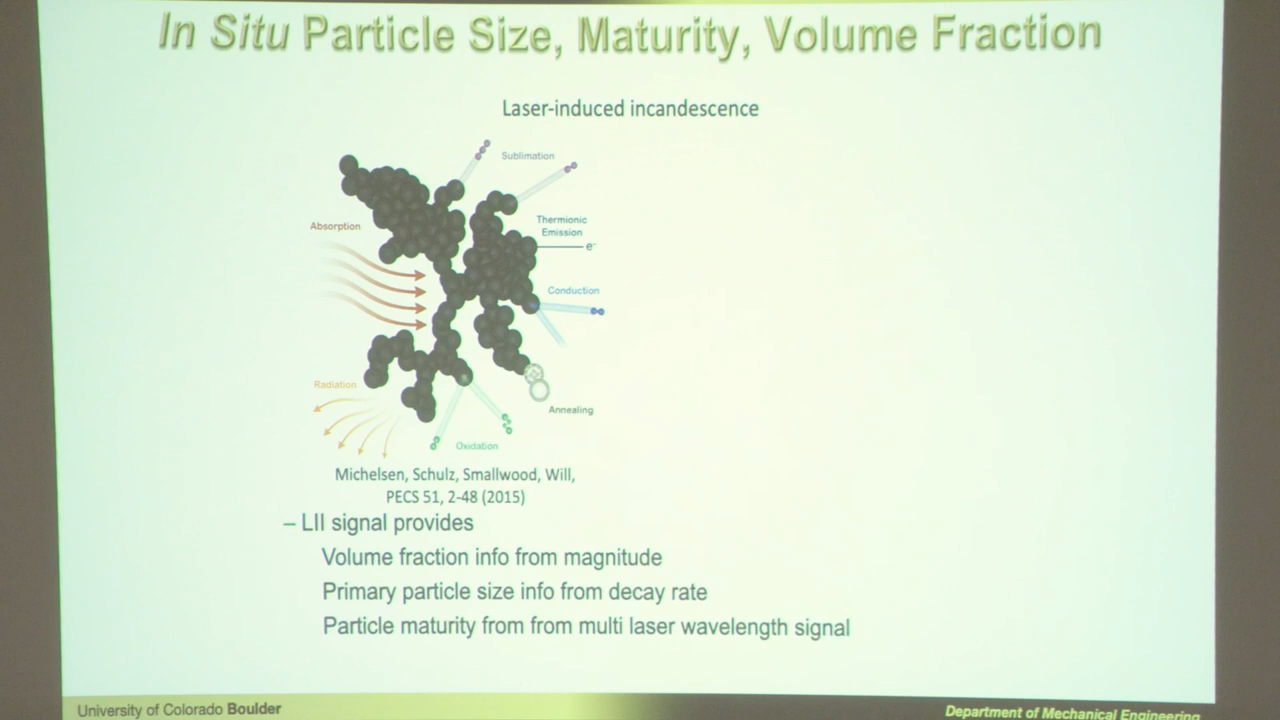 In Situ Particle Size, Maturity, Volume Fraction
Laser-induced incandescence
Sublimation
Absorption
Thermionic
Emission
e⁻
Conduction
Radiation
Annealing
Oxidation
Michelsen, Schulz, Smallwood, Will,
PECS 51, 2-48 (2015)
– LII signal provides
Volume fraction info from magnitude
Primary particle size info from decay rate
Particle maturity from from multi laser wavelength signal
University of Colorado Boulder
Department of Mechanical Engineering